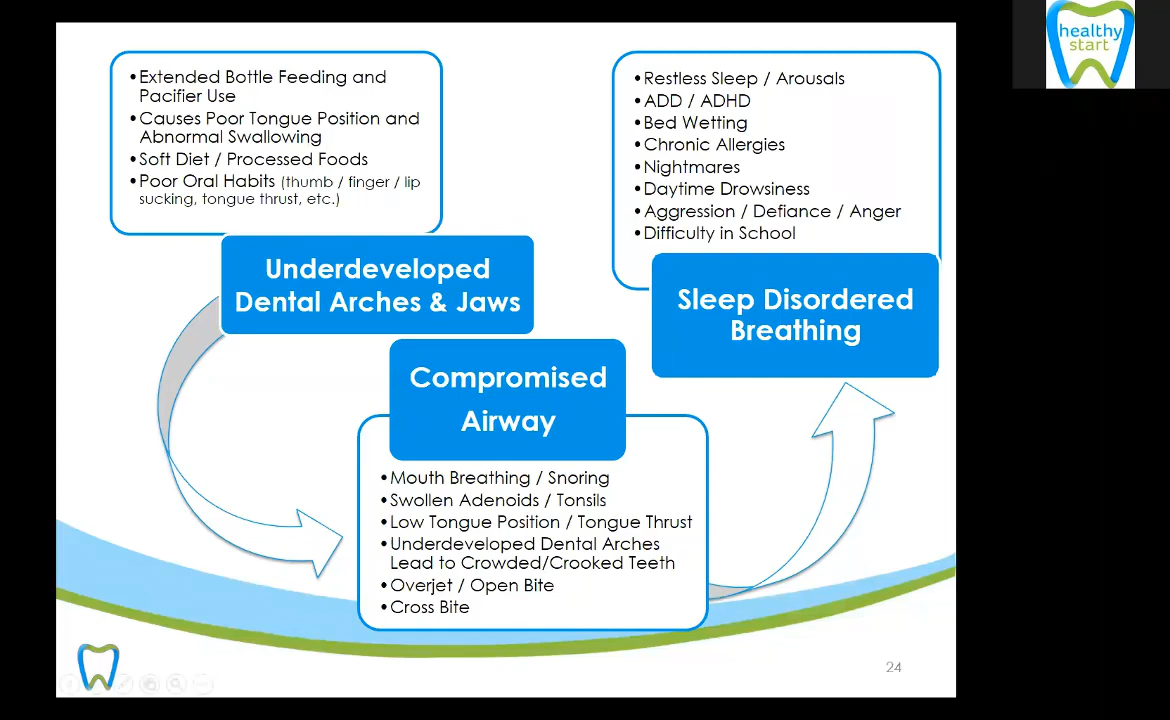 •Extended Bottle Feeding and
Pacifier Use
•Causes Poor Tongue Position and
Abnormal Swallowing
•Soft Diet / Processed Foods
•Poor Oral Habits (thumb / finger / lip
sucking, tongue thrust, etc.)
Underdeveloped
Dental Arches & Jaws
Compromised
Airway
•Mouth Breathing / Snoring
•Swollen Adenoids / Tonsils
•Low Tongue Position / Tongue Thrust
•Underdeveloped Dental Arches
Lead to Crowded/Crooked Teeth
•Overjet / Open Bite
•Cross Bite
•Restless Sleep / Arousals
•ADD / ADHD
•Bed Wetting
•Chronic Allergies
•Nightmares
•Daytime Drowsiness
•Aggression / Defiance / Anger
•Difficulty in School
Sleep Disordered
Breathing
24
healthy
start